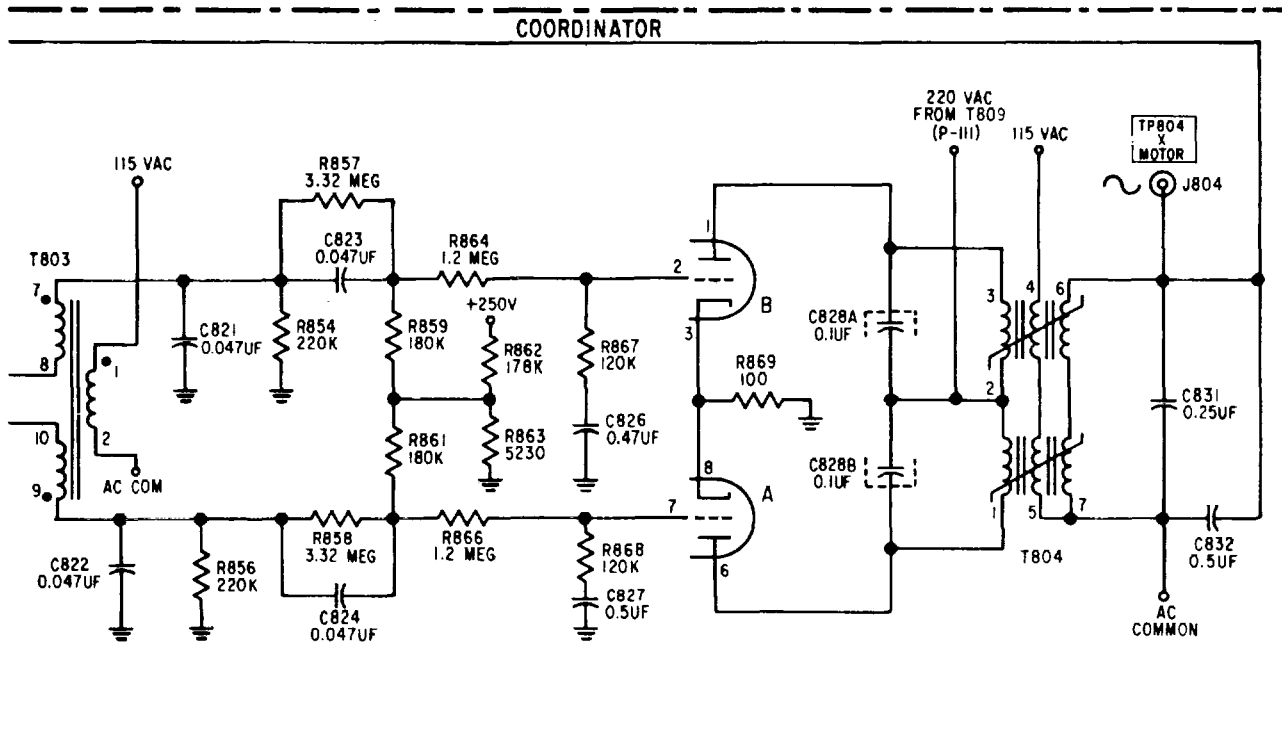 COORDINATOR
220 VAC
FROM T809
(P-III)
115 VAC
TP804
X
MOTOR
J804
115 VAC
R857
3.32 MEG
T803
C823
0.047UF
R864
1.2 MEG
+250V
7
8
10
9
1
2
AC COM
C821
0.047UF
R854
220K
R859
180K
R862
178K
R867
120K
R861
180K
R863
5230
C826
0.47UF
1
2
3
B
R869
100
8
7
6
A
C828A
0.1UF
C828B
0.1UF
3
4
6
2
1
5
7
T804
C831
0.25UF
C832
0.5UF
AC
COMMON
C822
0.047UF
R856
220K
R858
3.32 MEG
C824
0.047UF
R866
1.2 MEG
R868
120K
C827
0.5UF